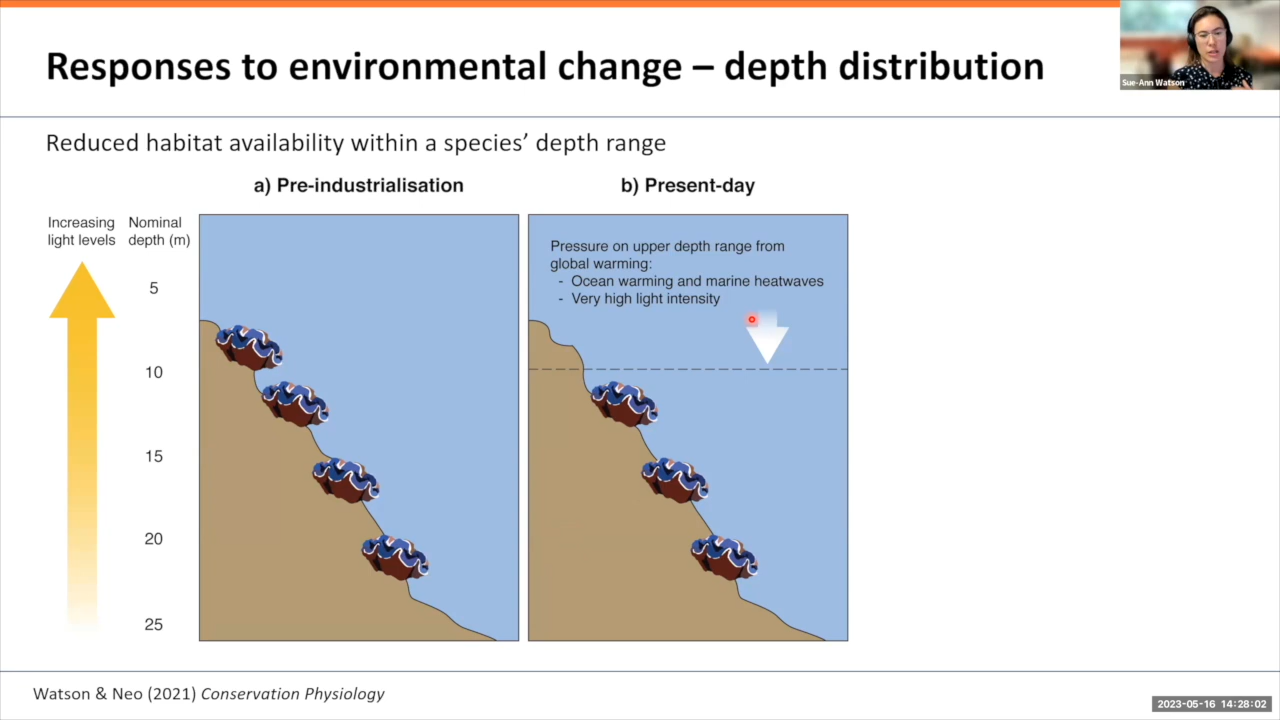 Responses to environmental change – depth distribution
Sue-Ann Watson
Reduced habitat availability within a species’ depth range
a) Pre-industrialisation
b) Present-day
Increasing
light levels
Nominal
depth (m)
5
10
15
20
25
Pressure on upper depth range from
global warming:
- Ocean warming and marine heatwaves
- Very high light intensity
Watson & Neo (2021) Conservation Physiology
2023-05-16 14:28:02